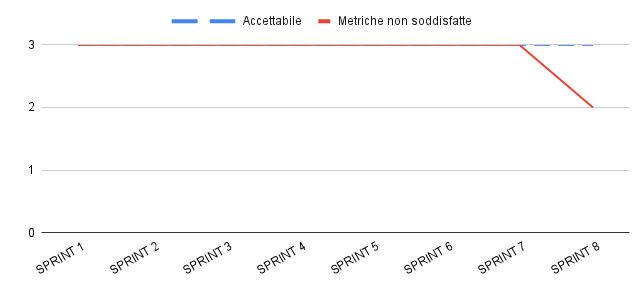 Accettabile Metriche non soddisfatte
3
2
1
0
SPRINT 1 SPRINT 2 SPRINT 3 SPRINT 4 SPRINT 5 SPRINT 6 SPRINT 7 SPRINT 8